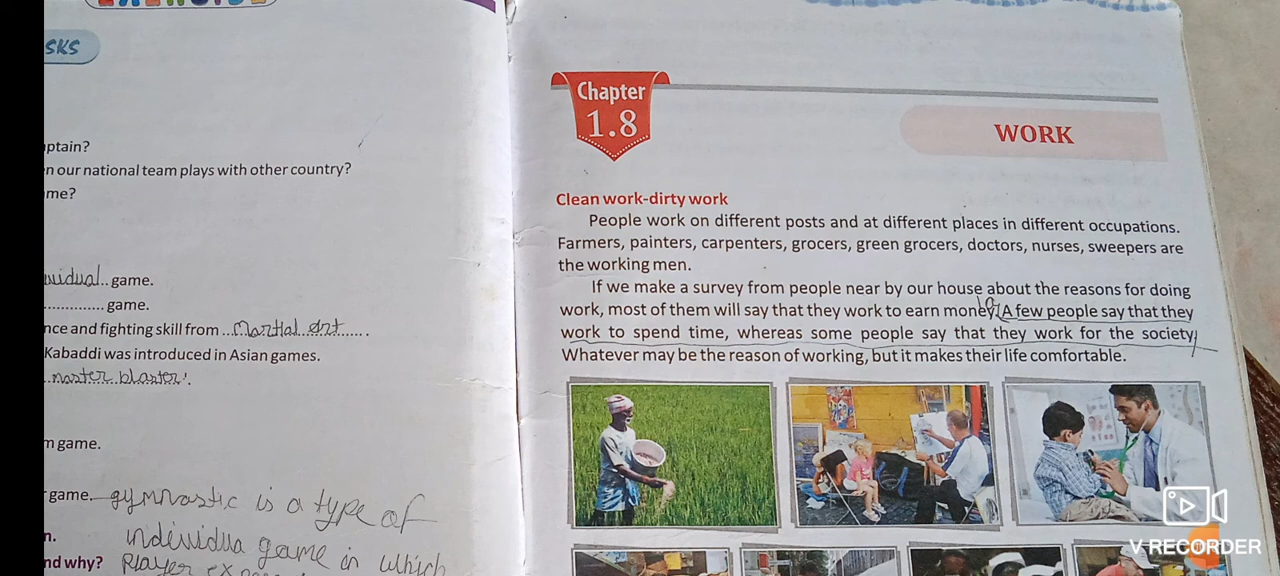 SKS
ptain?
n our national team plays with other country?
me?
vidual game.
............. game.
nce and fighting skill from ...Martial art.....
Kabaddi was introduced in Asian games.
master blaster.
m game.
game. gymnastic is a type of
n. individua game in which
nd why? Player
Chapter
1.8
WORK
Clean work-dirty work
People work on different posts and at different places in different occupations.
Farmers, painters, carpenters, grocers, green grocers, doctors, nurses, sweepers are
the working men.
If we make a survey from people near by our house about the reasons for doing
work, most of them will say that they work to earn money. A few people say that they
work to spend time, whereas some people say that they work for the society.
Whatever may be the reason of working, but it makes their life comfortable.
V RECORDER